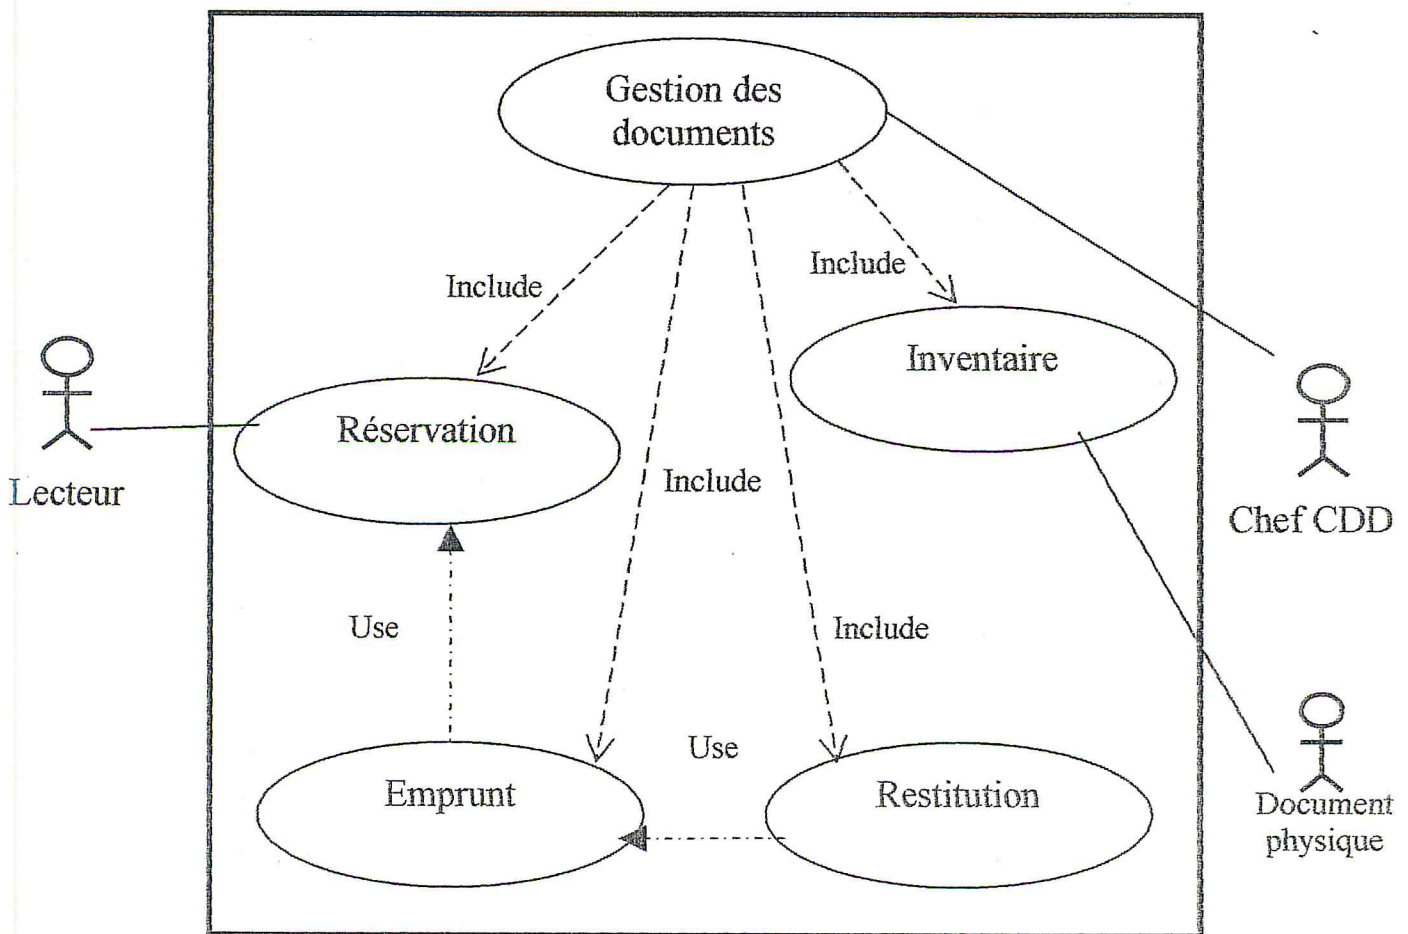 Gestion des
documents
Include
Include
Inventaire
Réservation
Lecteur
Include
Chef CDD
Use
Include
Use
Emprunt
Restitution
Document
physique